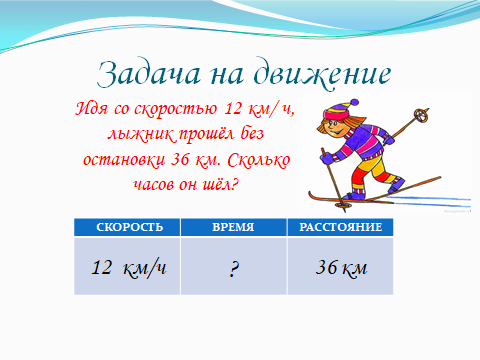 Задача на движение
Идя со скоростью 12 км/ ч,
лыжник прошёл без
остановки 36 км. Сколько
часов он шёл?
СКОРОСТЬ ВРЕМЯ РАССТОЯНИЕ
12 км/ч ? 36 км